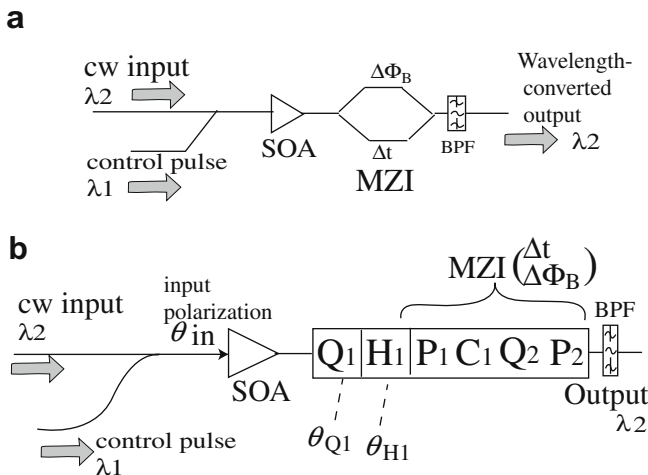 a
cw input
λ2
control pulse
λ1
SOA
ΔΦB
Δt
MZI
BPF
Wavelength-
converted
output
λ2
b
cw input
λ2
input
polarization
θ in
control pulse
λ1
SOA
MZI (Δt ΔΦB)
Q1 H1 P1 C1 Q2 P2
θQ1
θH1
BPF
Output
λ2